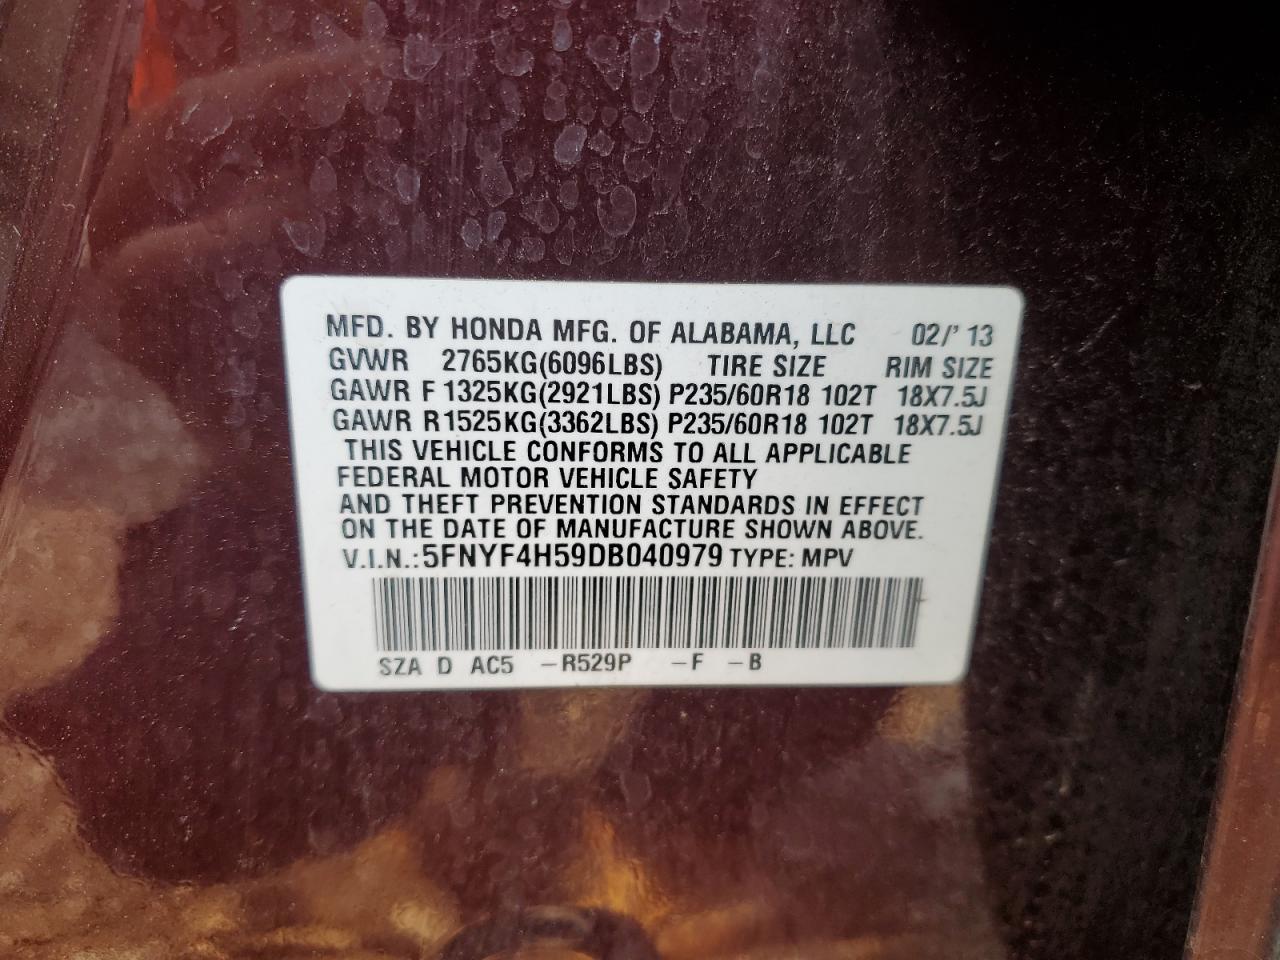 MFD. BY HONDA MFG. OF ALABAMA, LLC 02/'13
GVWR 2765KG(6096LBS) TIRE SIZE RIM SIZE
GAWR F 1325KG(2921LBS) P235/60R18 102T 18X7.5J
GAWR R1525KG(3362LBS) P235/60R18 102T 18X7.5J
THIS VEHICLE CONFORMS TO ALL APPLICABLE
FEDERAL MOTOR VEHICLE SAFETY
AND THEFT PREVENTION STANDARDS IN EFFECT
ON THE DATE OF MANUFACTURE SHOWN ABOVE.
V.I.N.:5FNYF4H59DB040979 TYPE: MPV
SZA D AC5 -R529P -F -B